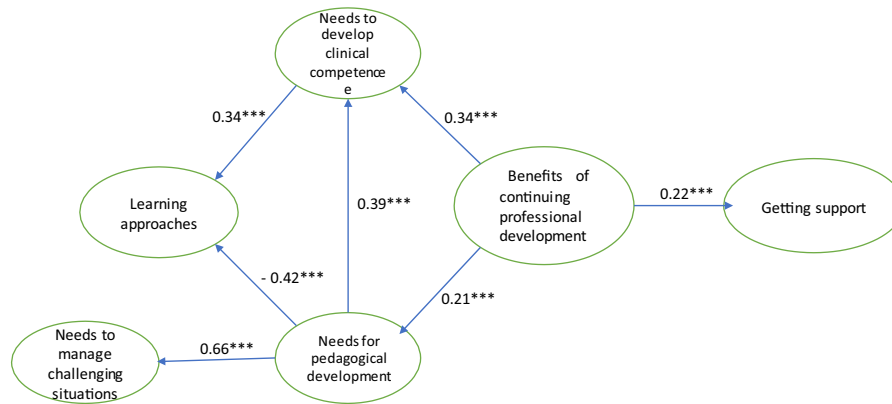 Needs to
develop
clinical
competenc
e
0.34***
0.34***
Learning
approaches
0.39***
Benefits of
continuing
professional
development
0.22***
Getting support
- 0.42***
0.21***
Needs to
manage
challenging
situations
0.66***
Needs for
pedagogical
development